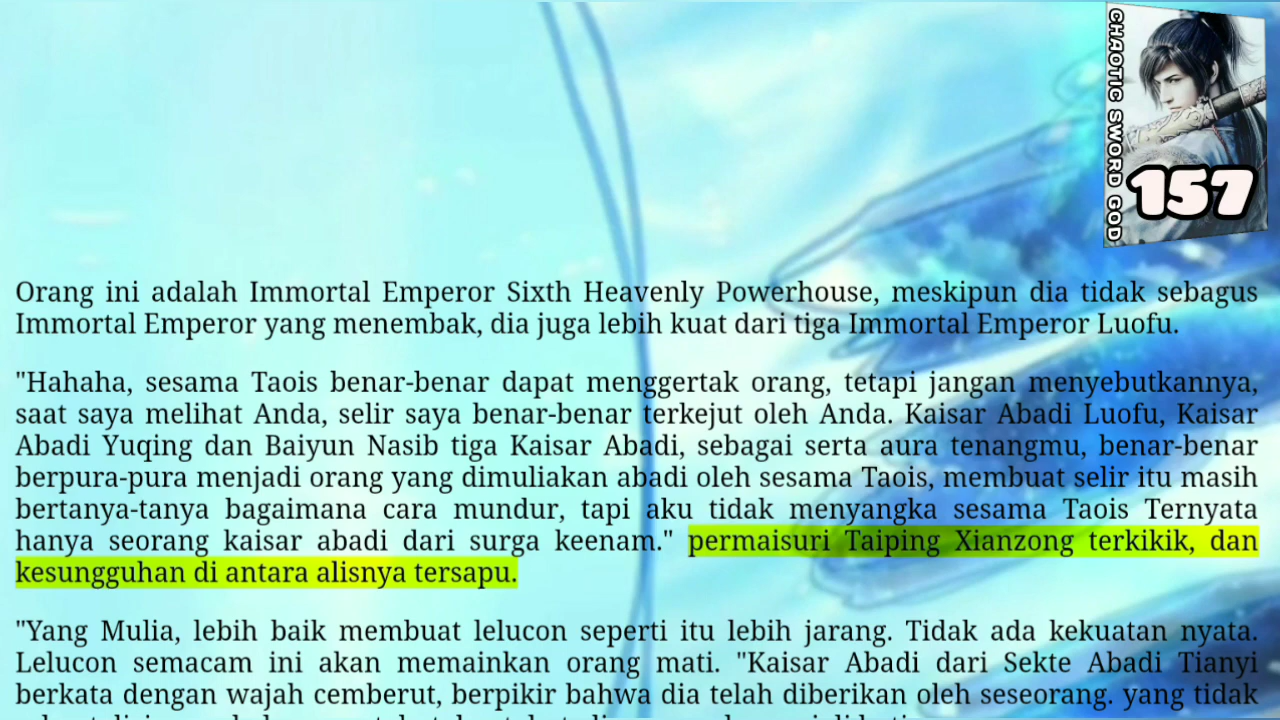 CHAOTIC SWORD GOD
157
Orang ini adalah Immortal Emperor Sixth Heavenly Powerhouse, meskipun dia tidak sebagus
Immortal Emperor yang menembak, dia juga lebih kuat dari tiga Immortal Emperor Luofu.
"Hahaha, sesama Taois benar-benar dapat menggertak orang, tetapi jangan menyebutkannya,
saat saya melihat Anda, selir saya benar-benar terkejut oleh Anda. Kaisar Abadi Luofu, Kaisar
Abadi Yuqing dan Baiyun Nasib tiga Kaisar Abadi, sebagai serta aura tenangmu, benar-benar
berpura-pura menjadi orang yang dimuliakan abadi oleh sesama Taois, membuat selir itu masih
bertanya-tanya bagaimana cara mundur, tapi aku tidak menyangka sesama Taois Ternyata
hanya seorang kaisar abadi dari surga keenam." permaisuri Taiping Xianzong terkikik, dan
kesungguhan di antara alisnya tersapu.
"Yang Mulia, lebih baik membuat lelucon seperti itu lebih jarang. Tidak ada kekuatan nyata.
Lelucon semacam ini akan memainkan orang mati. "Kaisar Abadi dari Sekte Abadi Tianyi
berkata dengan wajah cemberut, berpikir bahwa dia telah diberikan oleh seseorang. yang tidak